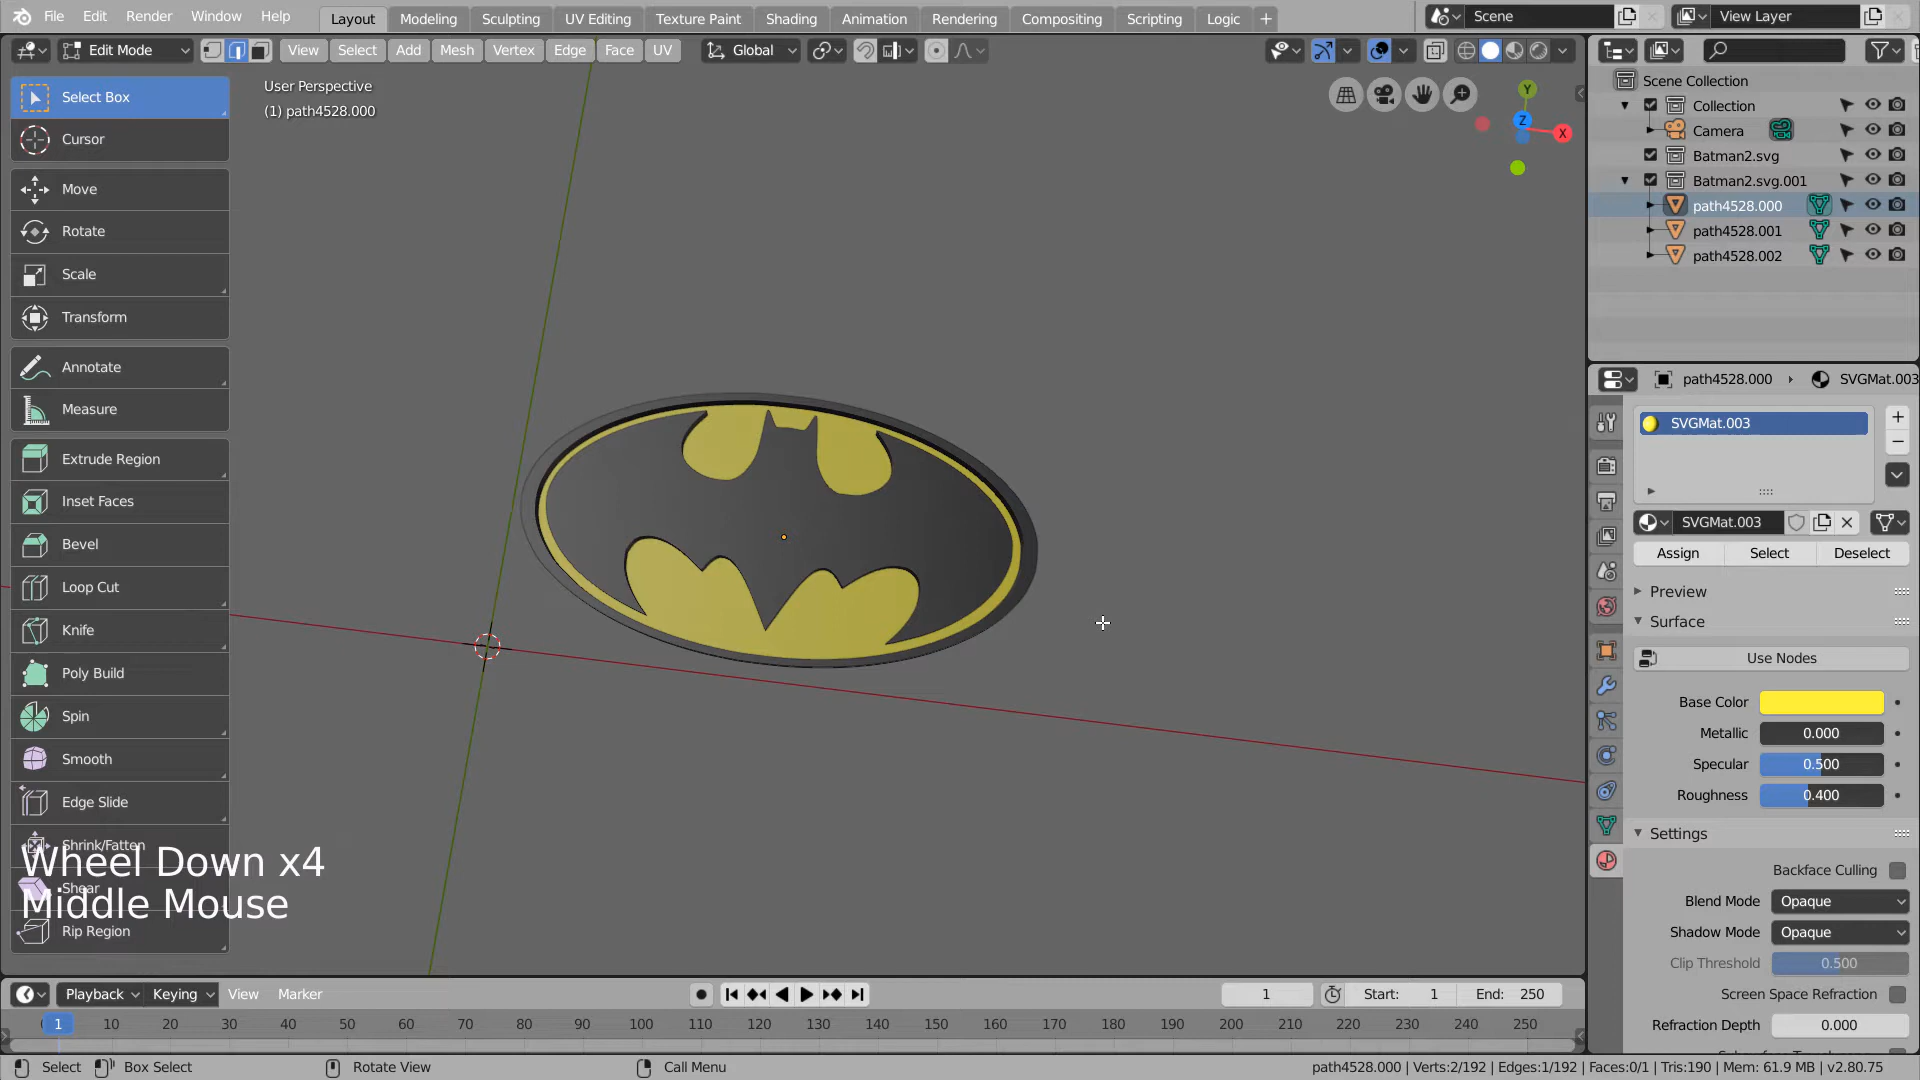 File Edit Render Window Help Layout Modeling Sculpting UV Editing Texture Paint Shading Animation Rendering Compositing Scripting Logic + Scene View Layer
Edit Mode View Select Add Mesh Vertex Edge Face UV Global
Select Box
Cursor
Move
Rotate
Scale
Transform
Annotate
Measure
Extrude Region
Inset Faces
Bevel
Loop Cut
Knife
Poly Build
Spin
Smooth
Edge Slide
Shrink/Fatten
Shear
Rip Region
Wheel Down x4
Middle Mouse
User Perspective
(1) path4528.000
Y
Z
X
Scene Collection
Collection
Camera
Batman2.svg
Batman2.svg.001
path4528.000
path4528.001
path4528.002
path4528.000 SVGMat.003
SVGMat.003
SVGMat.003
Assign Select Deselect
Preview
Surface
Use Nodes
Base Color
Metallic 0.000
Specular 0.500
Roughness 0.400
Settings
Backface Culling
Blend Mode Opaque
Shadow Mode Opaque
Clip Threshold 0.500
Screen Space Refraction
Refraction Depth 0.000
Playback Keying View Marker 1 Start: 1 End: 250
1 10 20 30 40 50 60 70 80 90 100 110 120 130 140 150 160 170 180 190 200 210 220 230 240 250
Select Box Select Rotate View Call Menu path4528.000 | Verts:2/192 | Edges:1/192 | Faces:0/1 | Tris:190 | Mem: 61.9 MB | v2.80.75